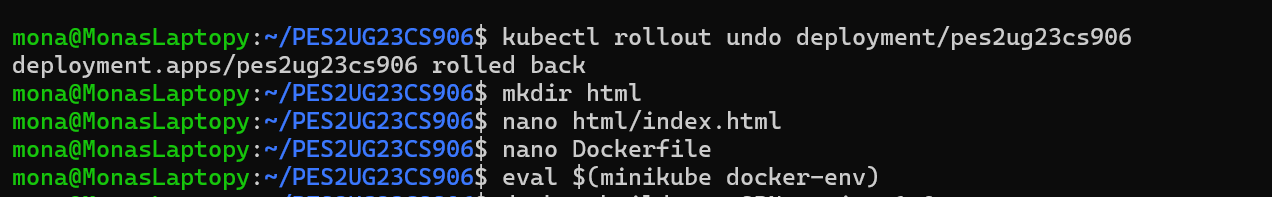 mona@MonasLaptopy:~/PES2UG23CS906$ kubectl rollout undo deployment/pes2ug23cs906
deployment.apps/pes2ug23cs906 rolled back
mona@MonasLaptopy:~/PES2UG23CS906$ mkdir html
mona@MonasLaptopy:~/PES2UG23CS906$ nano html/index.html
mona@MonasLaptopy:~/PES2UG23CS906$ nano Dockerfile
mona@MonasLaptopy:~/PES2UG23CS906$ eval $(minikube docker-env)